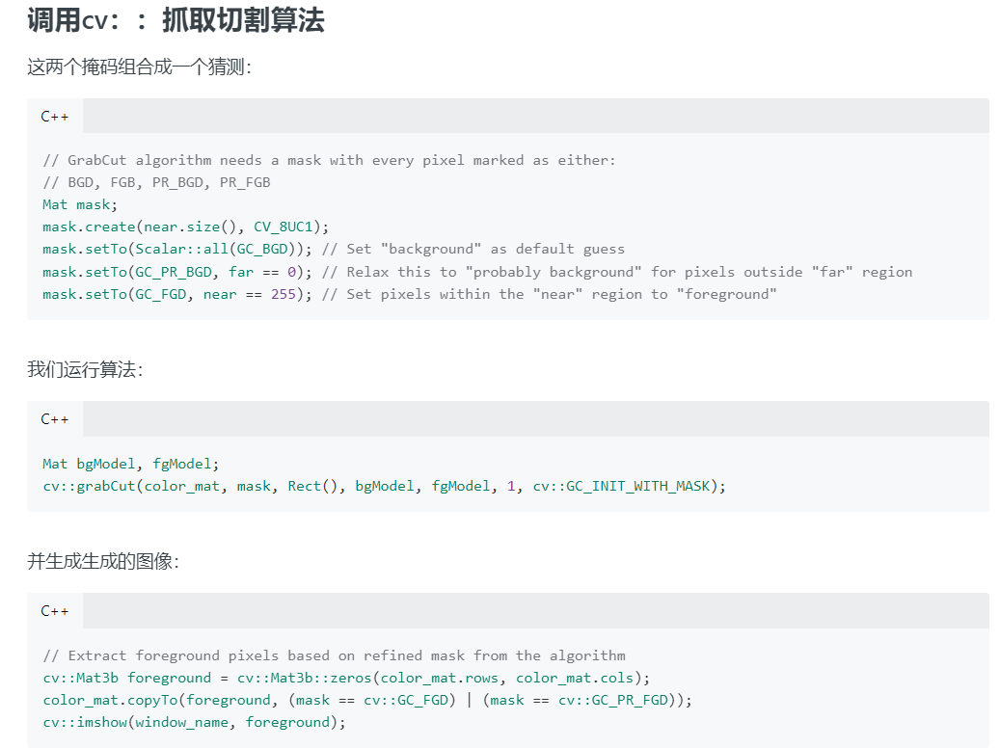 调用cv：：抓取切割算法
这两个掩码组合成一个猜测：
C++
// GrabCut algorithm needs a mask with every pixel marked as either:
// BGD, FGB, PR_BGD, PR_FGB
Mat mask;
mask.create(near.size(), CV_8UC1);
mask.setTo(Scalar::all(GC_BGD)); // Set "background" as default guess
mask.setTo(GC_PR_BGD, far == 0); // Relax this to "probably background" for pixels outside "far" region
mask.setTo(GC_FGD, near == 255); // Set pixels within the "near" region to "foreground"
我们运行算法：
C++
Mat bgModel, fgModel;
cv::grabCut(color_mat, mask, Rect(), bgModel, fgModel, 1, cv::GC_INIT_WITH_MASK);
并生成生成的图像：
C++
// Extract foreground pixels based on refined mask from the algorithm
cv::Mat3b foreground = cv::Mat3b::zeros(color_mat.rows, color_mat.cols);
color_mat.copyTo(foreground, (mask == cv::GC_FGD) | (mask == cv::GC_PR_FGD));
cv::imshow(window_name, foreground);